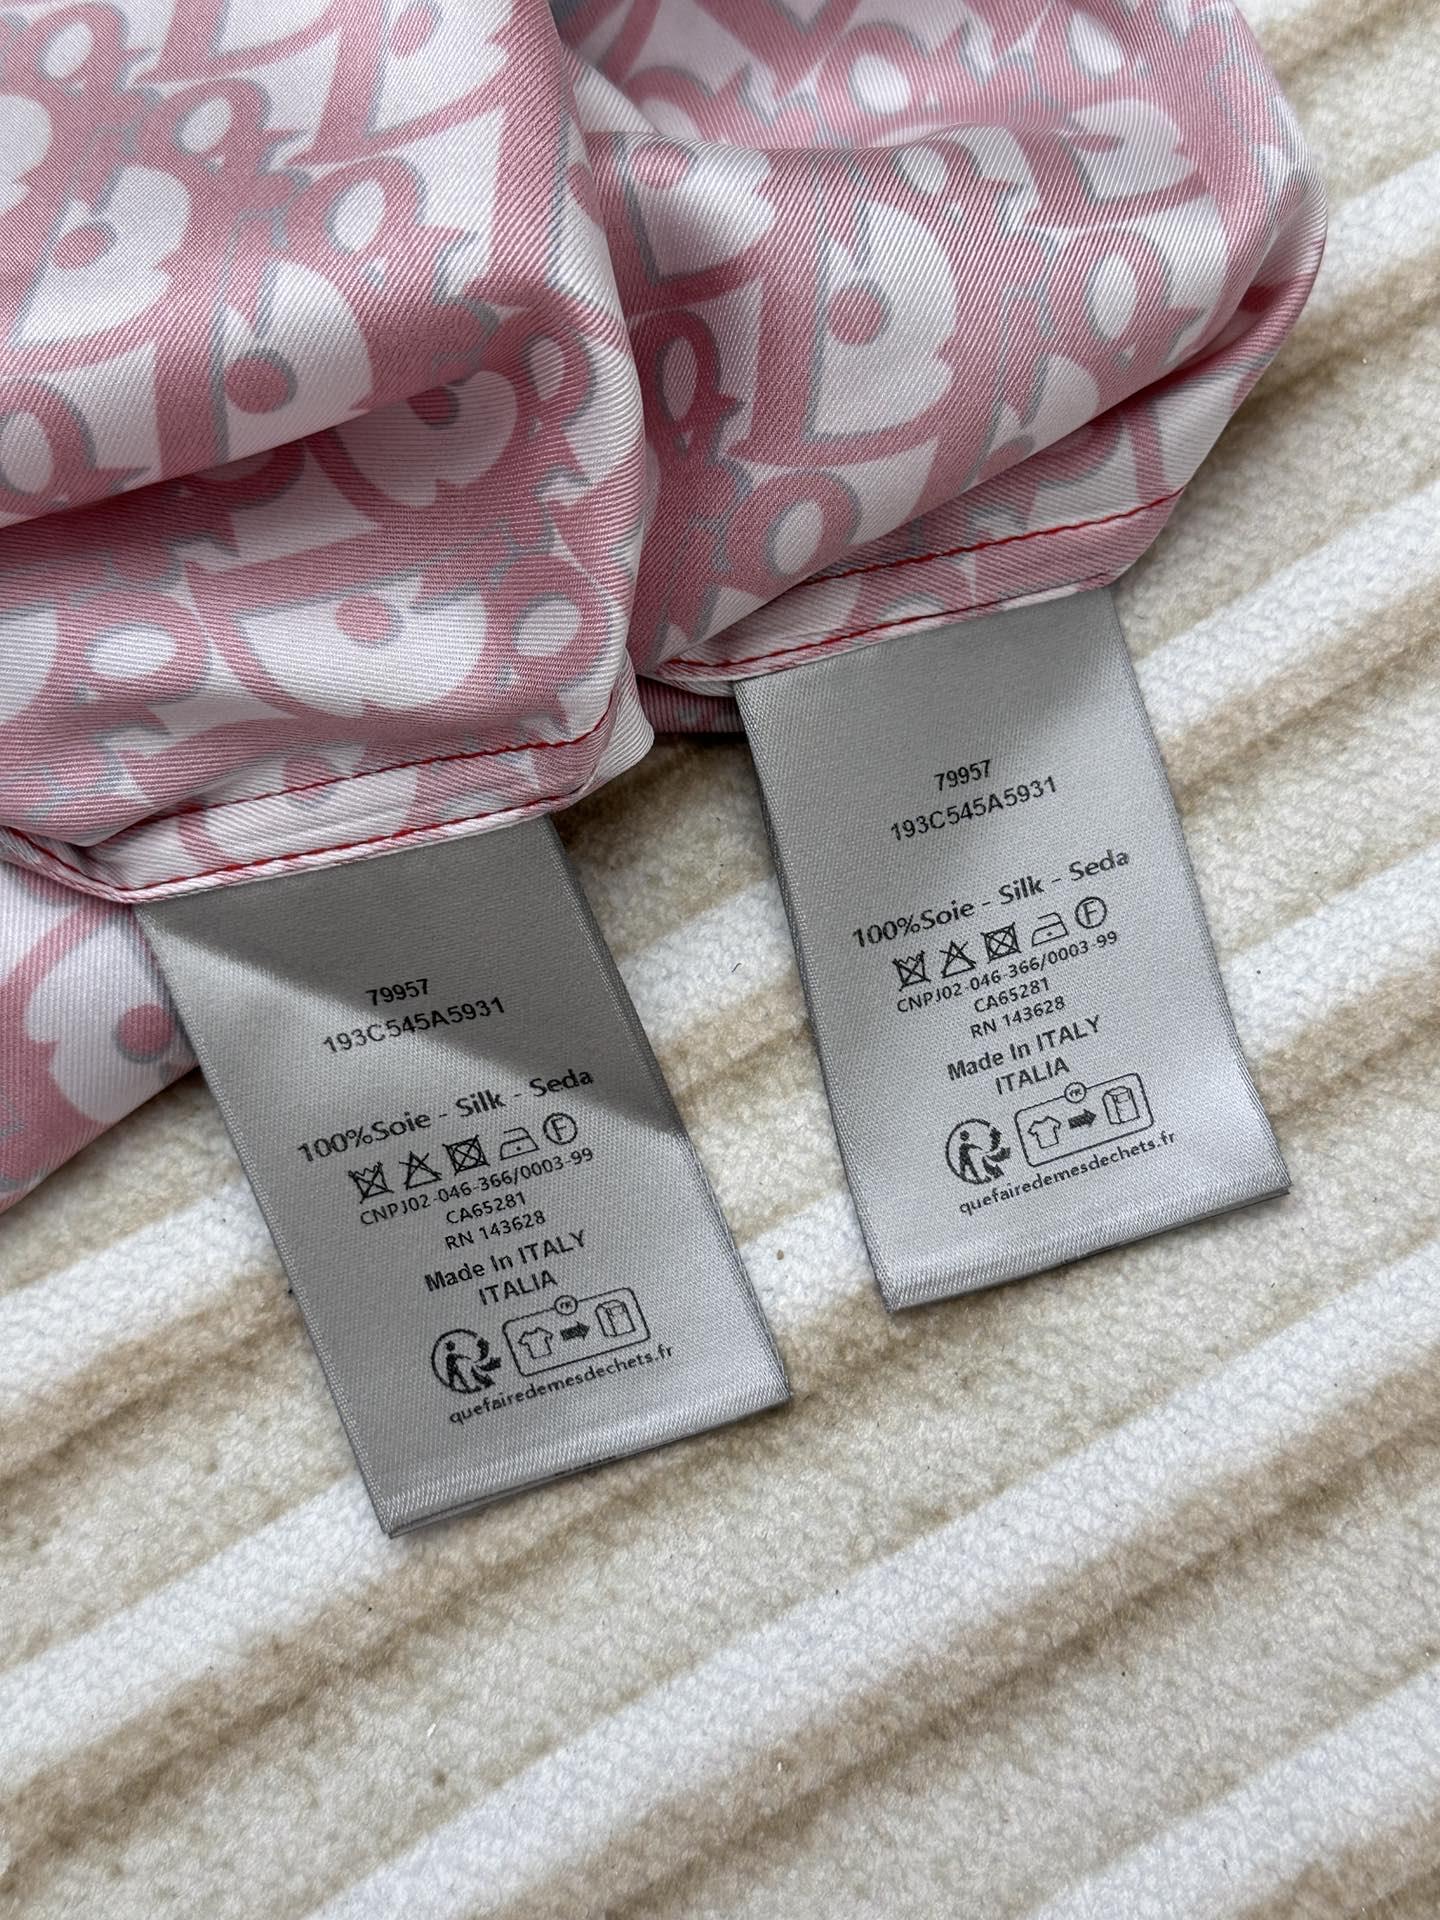 79957
193C545A5931
100%Soie - Silk - Seda
F
CNPJ02-046-366/0003-99
CA65281
RN 143628
Made In ITALY
ITALIA
FR
quefairedemesdechets.fr
79957
193C545A5931
100%Soie - Silk - Seda
F
CNPJ02-046-366/0003-99
CA65281
RN 143628
Made In ITALY
ITALIA
FR
quefairedemesdechets.fr